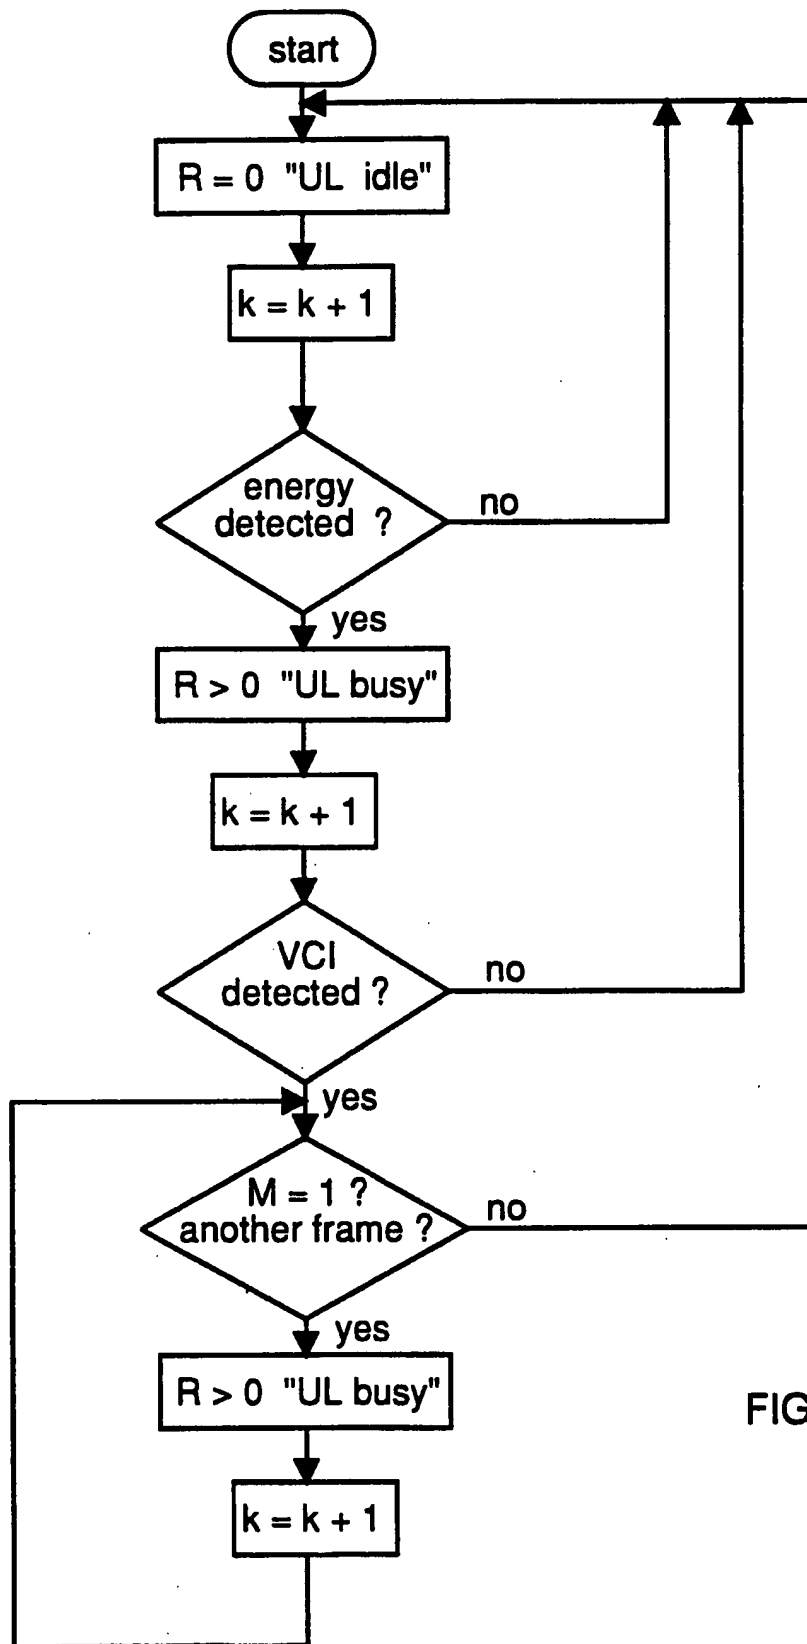 start
R = 0 "UL idle"
k = k + 1
energy
detected ?
no
yes
R > 0 "UL busy"
k = k + 1
VCI
detected ?
no
yes
M = 1 ?
another frame ?
no
yes
R > 0 "UL busy"
FIG
k = k + 1